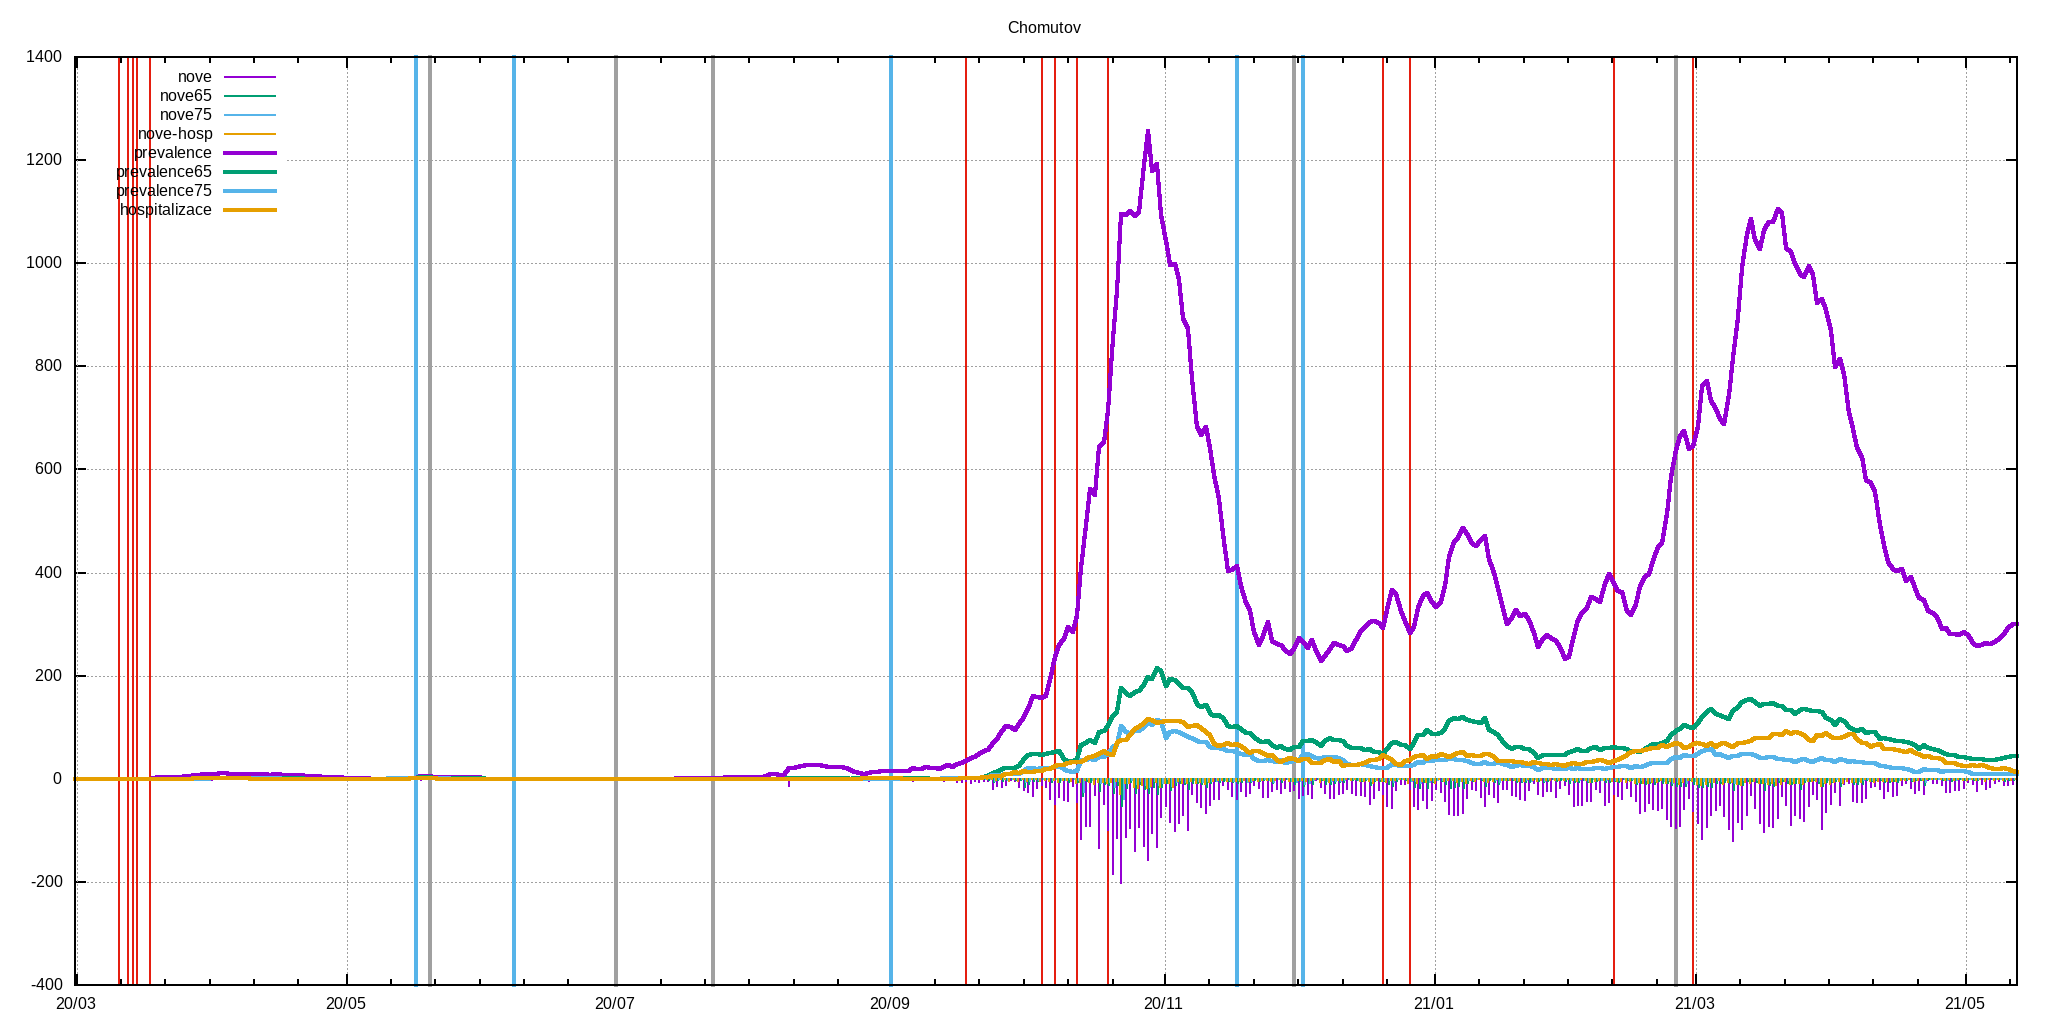 Chomutov
1400
1200
1000
800
600
400
200
0
-200
-400
nove
nove65
nove75
nove-hosp
prevalence
prevalence65
prevalence75
hospitalizace
20/03 20/05 20/07 20/09 20/11 21/01 21/03 21/05